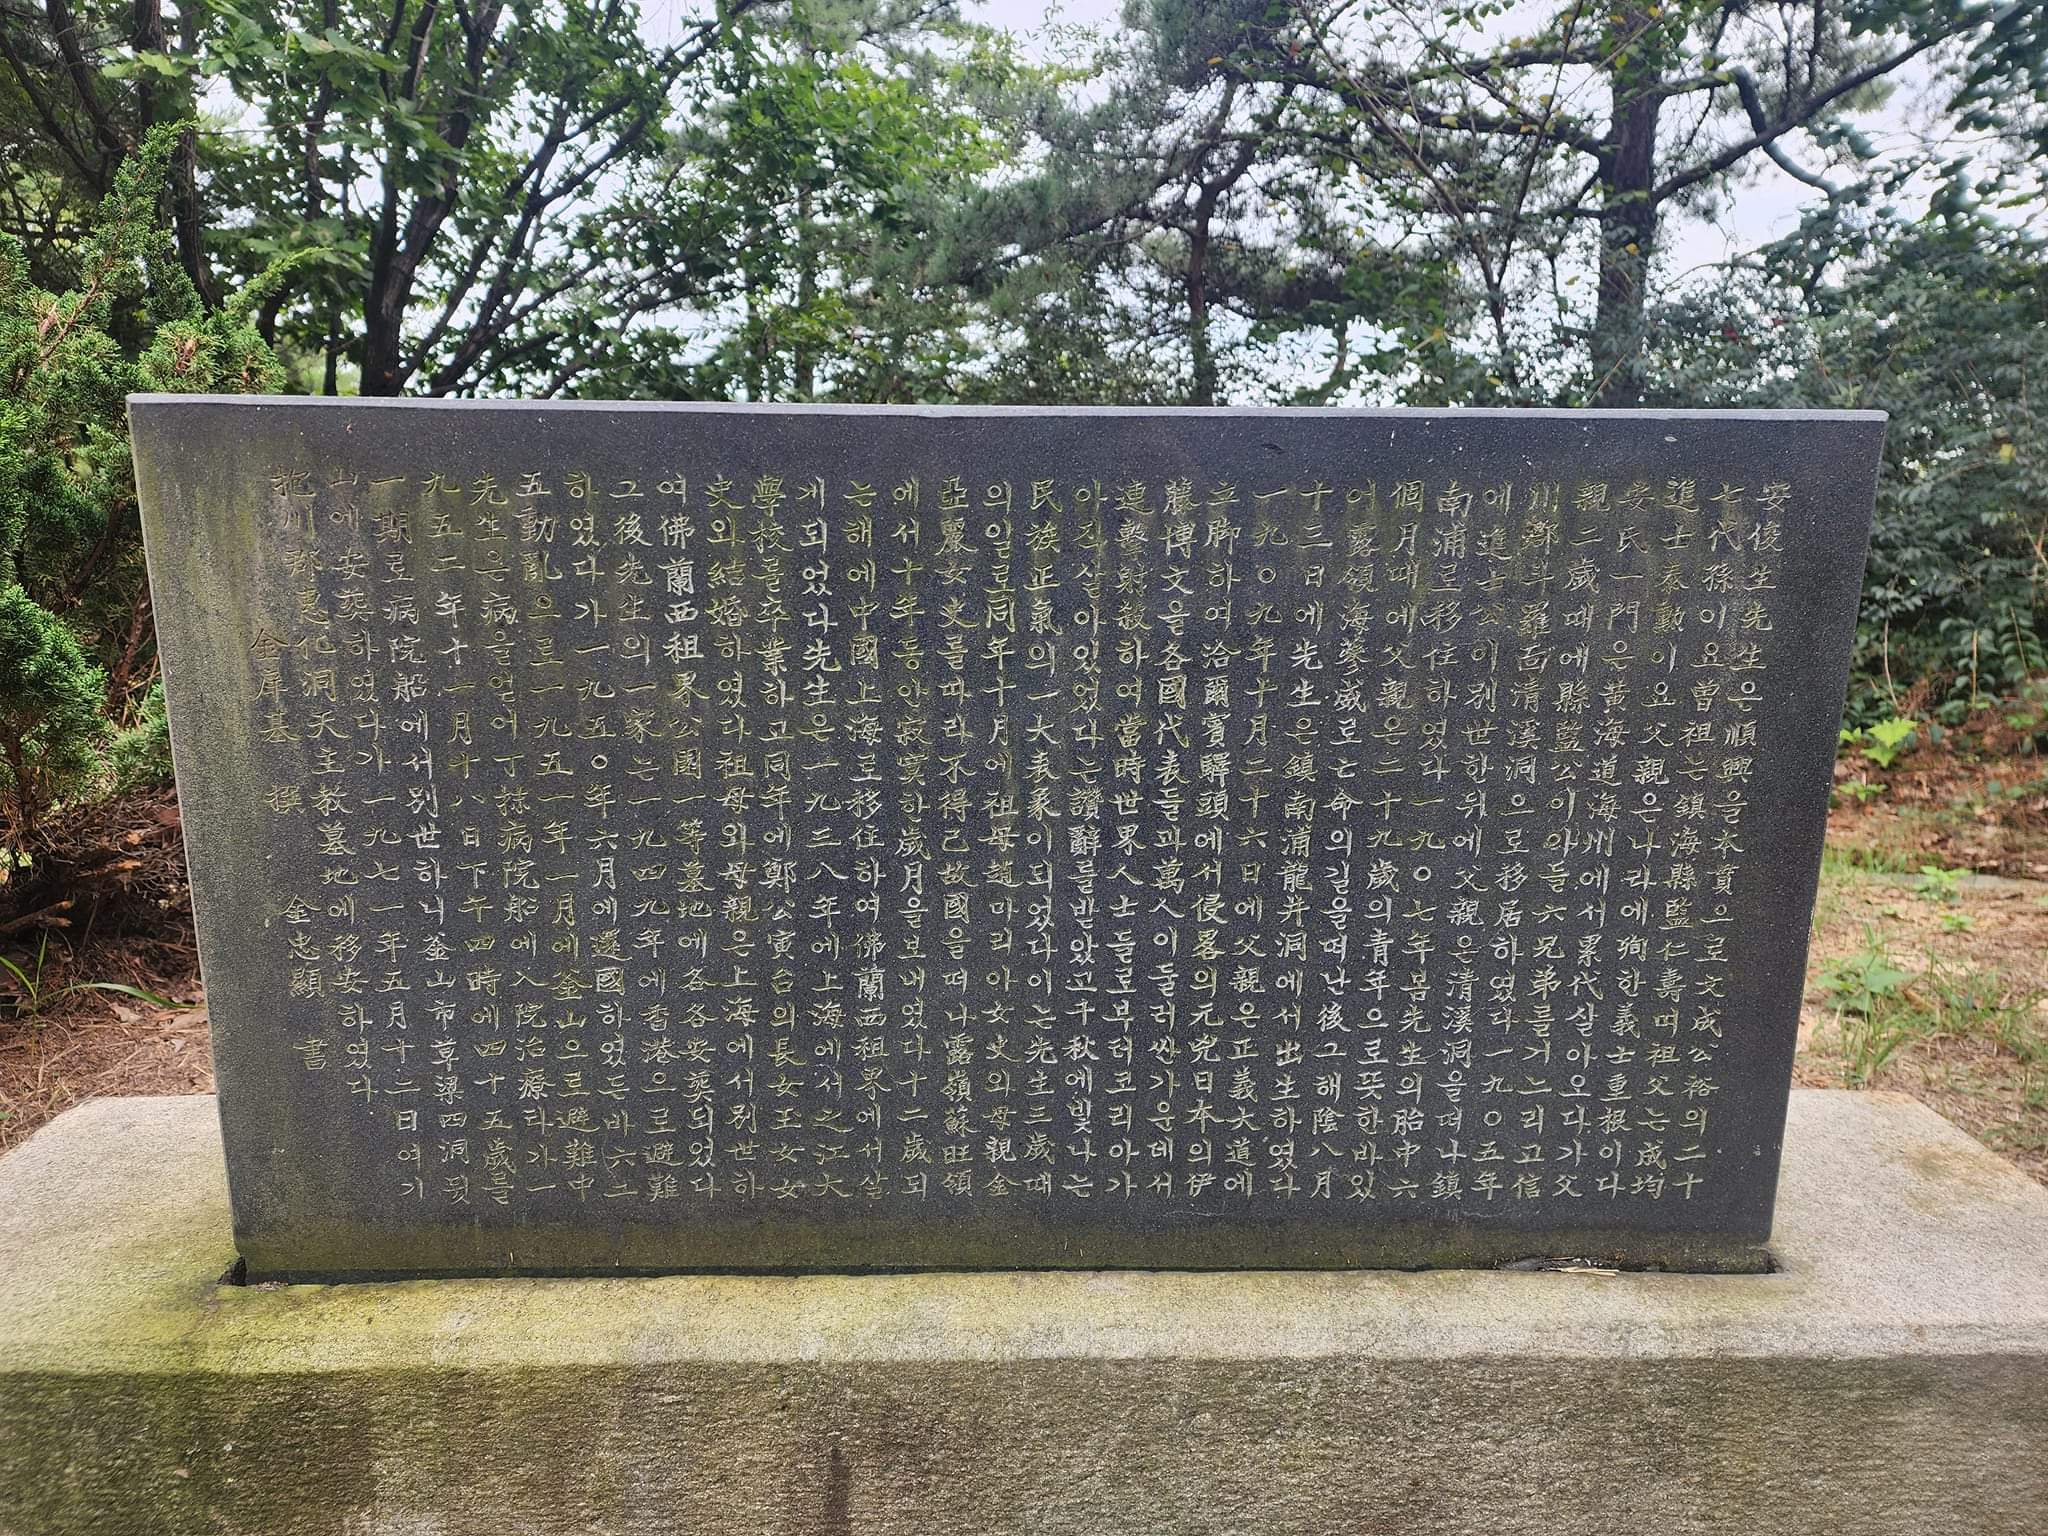 安俊生先生은順興을本貫으로文成公裕의二十
七代孫이요曾祖는鎮海縣監仁壽며祖父는成均
進士泰勳이요父親은나라에殉한義士重根이다
安氏一門은黃海道海州에서累代살아오다가父
親二歲때에縣監公이아들六兄弟를거느리고信
川郡斗羅面清溪洞으로移居하였다一九〇五年
에進士公이別世한뒤에父親은清溪洞을떠나鎮
南浦로移住하였다一九〇七年봄先生의胎中六
個月때에父親은二十九歲의青年으로뜻한바있
어露領海蔘葳로亡命의길을떠난後그해陰八月
十三日에先生은鎮南浦龍井洞에서出生하였다
一九〇九年十月二十六日에父親은正義大道에
立脚하여洽爾賓驛頭에서侵畧의元兇日本의伊
藤博文을各國代表들과萬人이둘러싼가운데서
連擊射殺하여當時世界人士들로부터코리아가
아직살아있었다는讚辭를받았고千秋에빛나는
民族正氣의一大表象이되었다이는先生三歲때
의일로同年十月에祖母趙마리아女史외母親金
亞麗女史를따라不得已故國을떠나露嶺蘇旺領
에서十年동안寂寞한歲月을보내었다十二歲되
는해에中國上海로移住하여佛蘭西租界에서살
게되었다先生은一九三八年에上海에서之江大
學校를卒業하고同年에鄭公寅台의長女玉女女
史와結婚하였다祖母와母親은上海에서別世하
여佛蘭西租界公園一等墓地에各各安葬되었다
그後先生의一家는一九四九年에香港으로避難
하였다가一九五〇年六月에還國하였든바六二
五動亂으로一九五一年一月에釜山으로避難中
先生은病을얻어丁抹病院船에入院治療타가一
九五二年十一月十八日下午四時에四十五歲를
一期로病院船에서別世하니釜山市草梁四洞뒷
山에安葬하였다가一九七一年五月十二日여기
抱川郡惠化洞天主教墓地에移安하였다
金犀基 撰 金忠顯 書